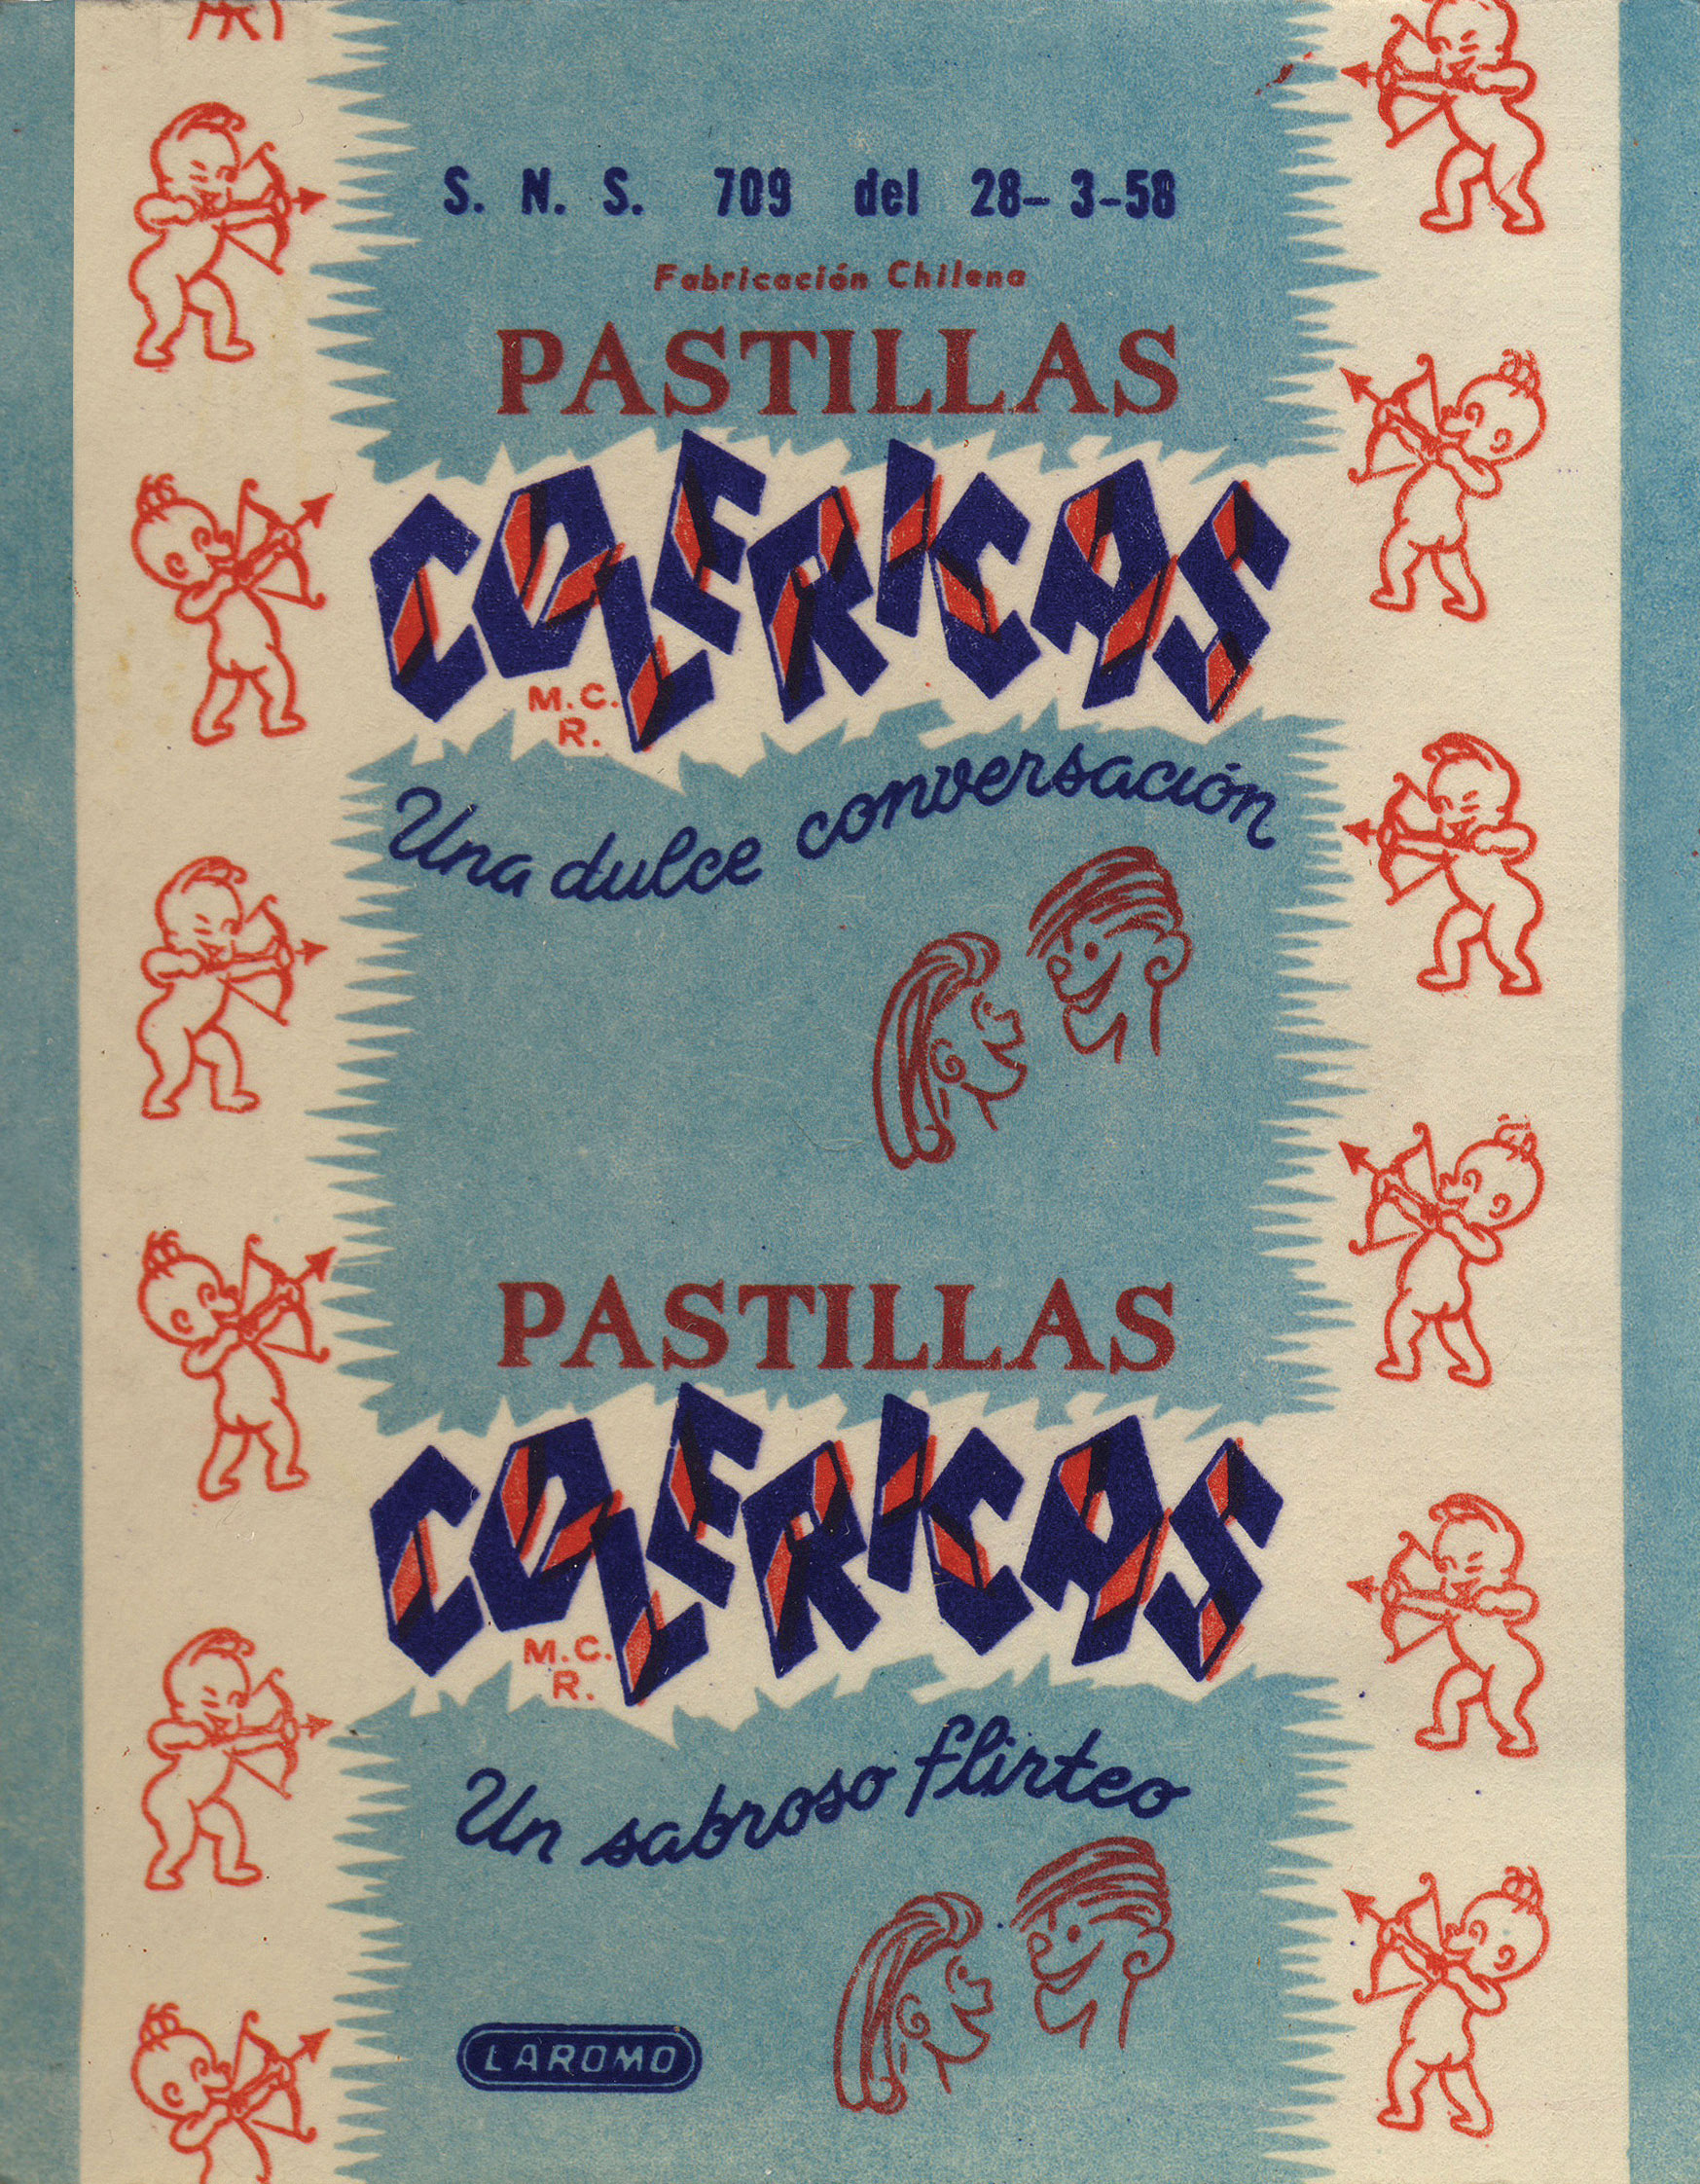 S. N. S. 709 del 28-3-58
Fabricación Chilena
PASTILLAS
COLERICAS
M.C.
R.
Una dulce conversación
PASTILLAS
COLERICAS
M.C.
R.
Un sabroso flirteo
LAROMO